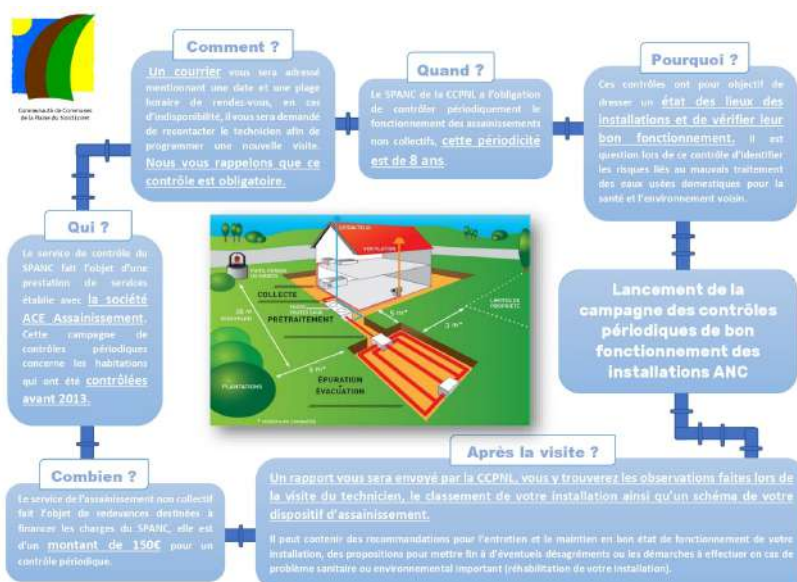 Communauté de Communes
de la Plaine du Nord Loiret
Comment ?
Un courrier vous sera adressé
mentionnant une date et une plage
horaire de rendez-vous, en cas
d'indisponibilité, il vous sera demandé
de recontacter le technicien afin de
programmer une nouvelle visite.
Nous vous rappelons que ce
contrôle est obligatoire.
Quand ?
Le SPANC de la CCPNL a l'obligation
de contrôler périodiquement le
fonctionnement des assainissements
non collectifs, cette périodicité
est de 8 ans.
Pourquoi ?
Ces contrôles ont pour objectif de
dresser un état des lieux des
installations et de vérifier leur
bon fonctionnement. Il est
question lors de ce contrôle d'identifier
les risques liés au mauvais traitement
des eaux usées domestiques pour la
santé et l'environnement voisin.
Lancement de la
campagne des contrôles
périodiques de bon
fonctionnement des
installations ANC
Qui ?
Le service de contrôle du
SPANC fait l'objet d'une
prestation de services
établie avec la société
ACE Assainissement.
Cette campagne de
contrôles périodiques
concerne les habitations
qui ont été contrôlées
avant 2013.
VENTILATION
COLLECTE
PRÉTRAITEMENT
35 M
5 m*
3 m*
LIMITES DE
PROPRIÉTÉ
PLANTATIONS
ÉPURATION
+
ÉVACUATION
Combien ?
Le service de l'assainissement non collectif
fait l'objet de redevances destinées à
financer les charges du SPANC, elle est
d'un montant de 150€ pour un
contrôle périodique.
Après la visite ?
Un rapport vous sera envoyé par la CCPNL, vous y trouverez les observations faites lors de
la visite du technicien, le classement de votre installation ainsi qu'un schéma de votre
dispositif d'assainissement.
Il peut contenir des recommandations pour l'entretien et le maintien en bon état de fonctionnement de votre
installation, des propositions pour mettre fin à d'éventuels désagréments ou les démarches à effectuer en cas de
problème sanitaire ou environnemental important (réhabilitation de votre installation).